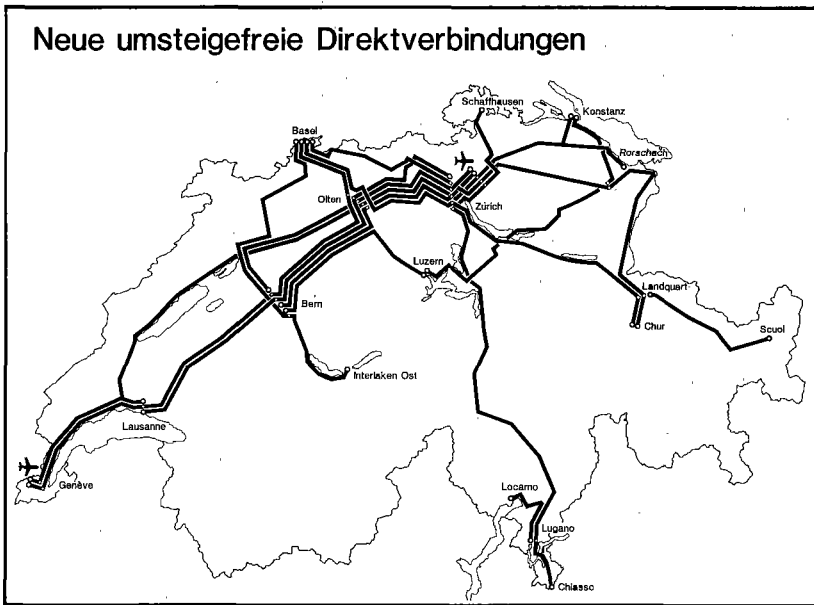 Neue umsteigefreie Direktverbindungen
Schaffhausen
Konstanz
Basel
Rorschach
Olten
Zürich
Luzern
Landquart
Bern
Chur
Scuol
Interlaken Ost
Lausanne
Genève
Locarno
Lugano
Chiasso